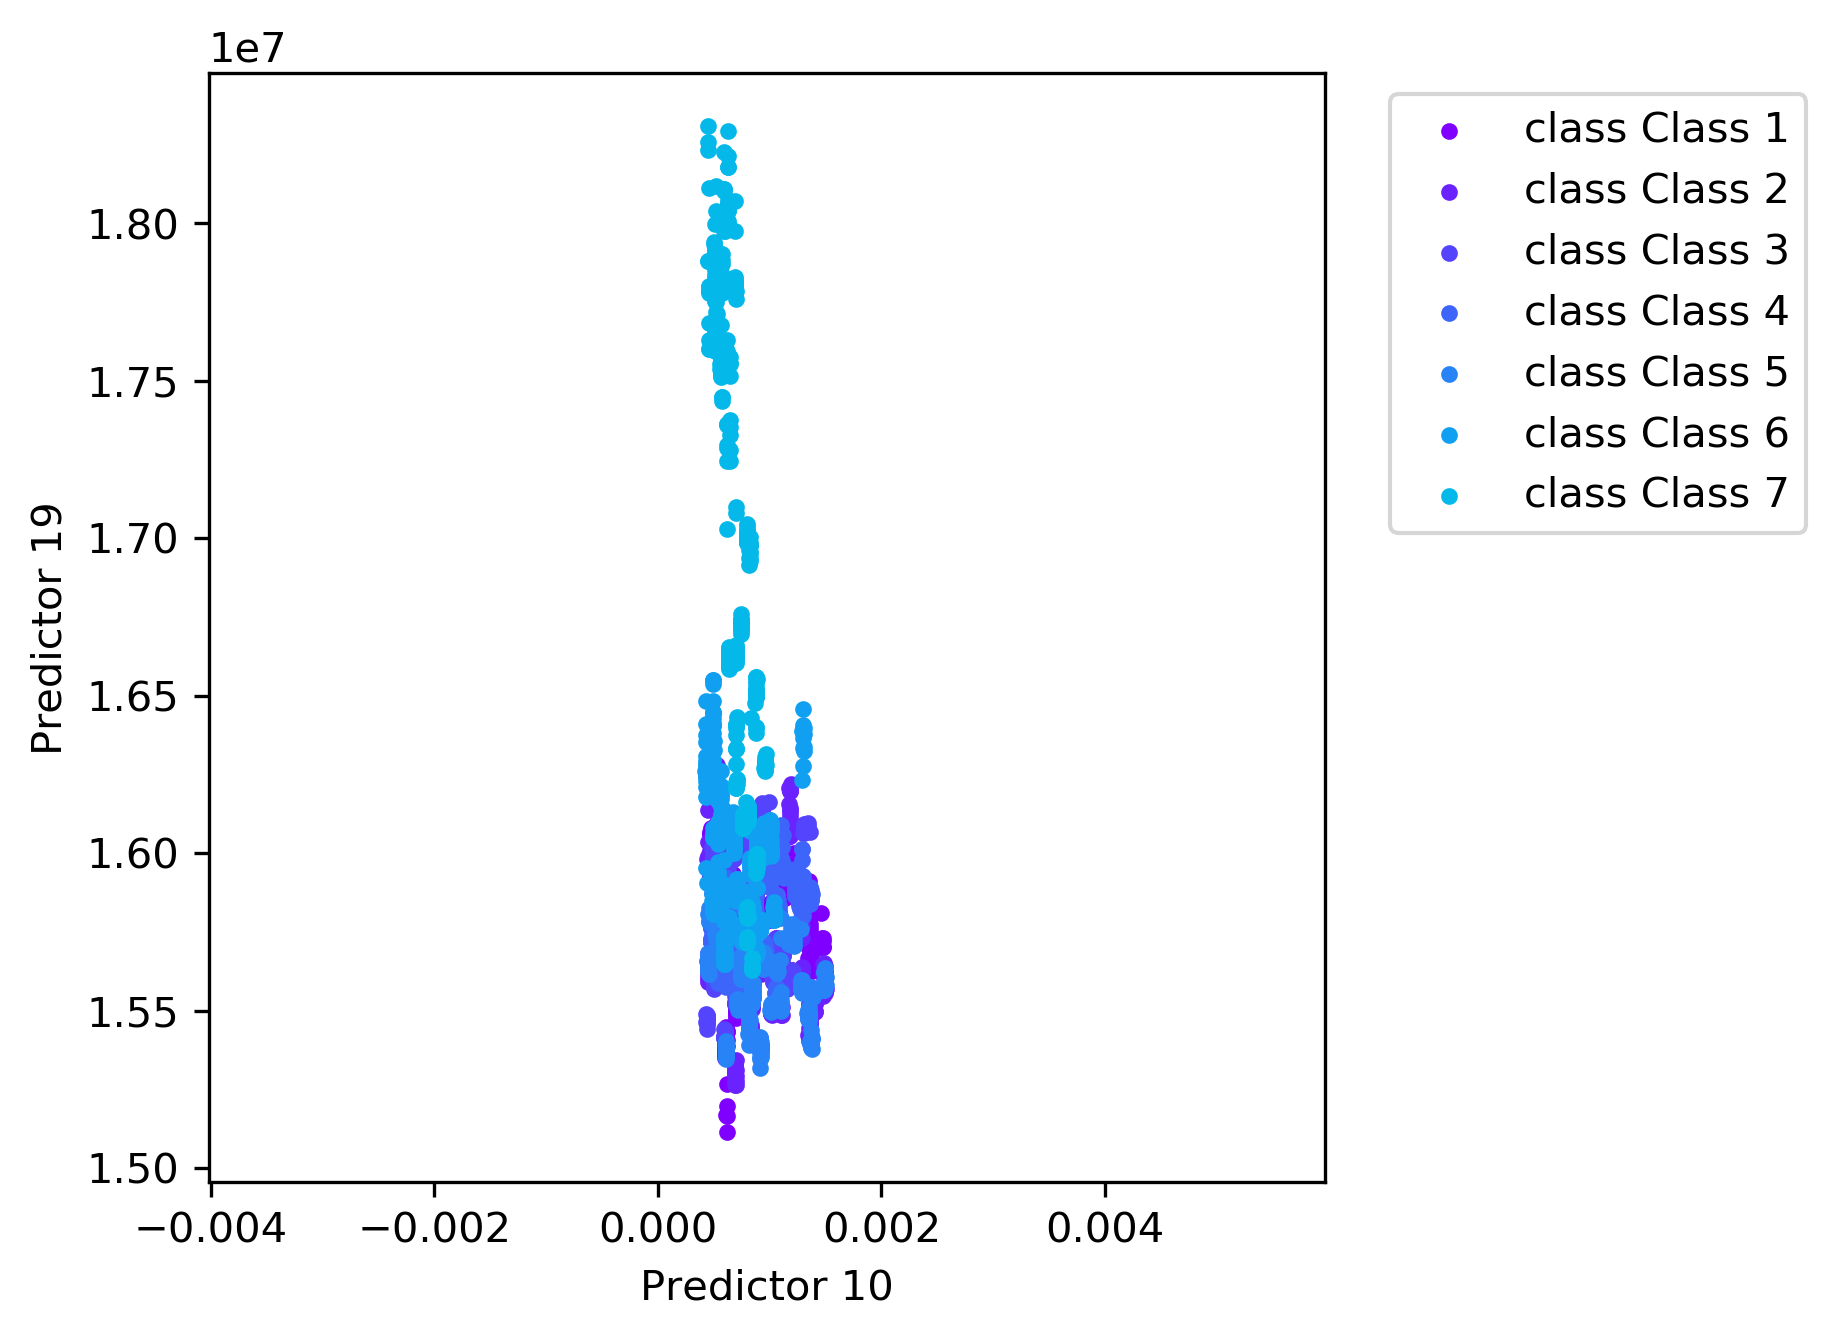 1e7
1.80
1.75
1.70
1.65
1.60
1.55
1.50
Predictor 19
−0.004
−0.002
0.000
0.002
0.004
Predictor 10
class Class 1
class Class 2
class Class 3
class Class 4
class Class 5
class Class 6
class Class 7